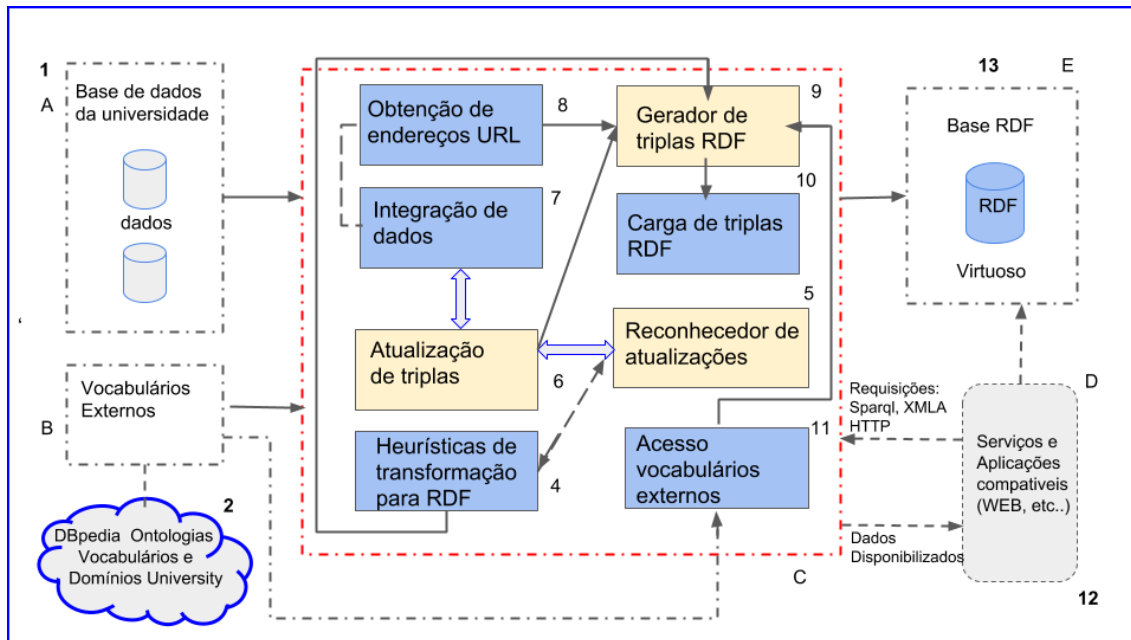 1
A
Base de dados
da universidade
dados
‘
B
Vocabulários
Externos
2
DBpedia Ontologias
Vocabulários e
Domínios University
Obtenção de
endereços URL
8
Integração de
dados
7
Atualização
de triplas
6
Heurísticas de
transformação
para RDF
4
Gerador de
triplas RDF
9
10
Carga de triplas
RDF
5
Reconhecedor de
atualizações
11
Acesso
vocabulários
externos
C
13
E
Base RDF
RDF
Virtuoso
D
Requisições:
Sparql, XMLA
HTTP
Serviços e
Aplicações
compativeis
(WEB, etc..)
Dados
Disponibilizados
12